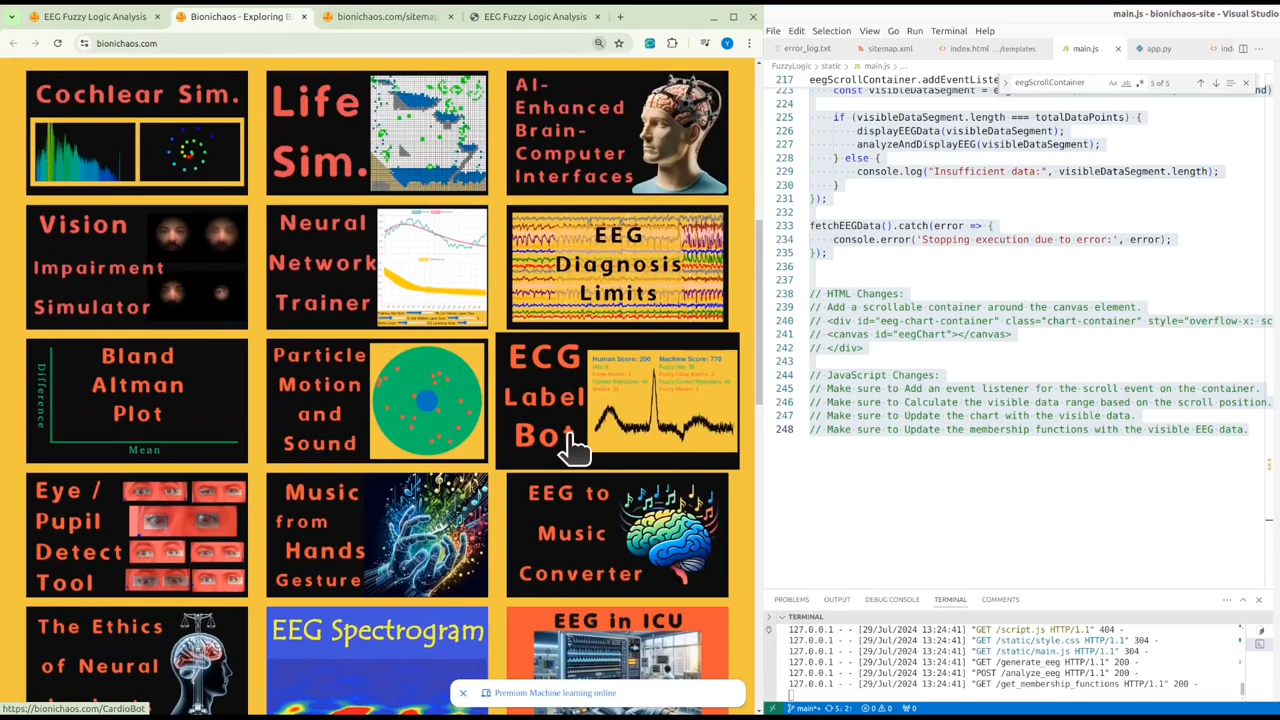 EEG Fuzzy Logic Analysis
Bionichaos - Exploring B
bionichaos.com/sitemap
EEG Fuzzy Logic Analysis
bionichaos.com
Cochlear Sim.
Life
Sim.
AI-
Enhanced
Brain-
Computer
Interfaces
Vision
Impairment
Simulator
Neural
Network
Trainer
EEG
Diagnosis
Limits
Bland
Altman
Plot
Difference
Mean
Particle
Motion
and
Sound
ECG
Label
Bot
Human Score: 200
Machine Score: 770
Eye /
Pupil
Detect
Tool
Music
from
Hands
Gesture
EEG to
Music
Converter
The Ethics
of Neural
EEG Spectrogram
EEG in ICU
Premium Machine learning online
https://bionichaos.com/CardioBot
main.js - bionichaos-site - Visual Studio
File Edit Selection View Go Run Terminal Help
error_log.txt
sitemap.xml
index.html .../templates
main.js
app.py
FuzzyLogic > static > main.js > ...
eegScrollContainer
5 of 5
217 eegScrollContainer.addEventListe
223 const visibleDataSegment =
224
225 if (visibleDataSegment.length === totalDataPoints) {
226 displayEEGData(visibleDataSegment);
227 analyzeAndDisplayEEG(visibleDataSegment);
228 } else {
229 console.log("Insufficient data:", visibleDataSegment.length);
230 }
231 });
232
233 fetchEEGData().catch(error => {
234 console.error('Stopping execution due to error:', error);
235 });
236
237
238 // HTML Changes:
239 // Add a scrollable container around the canvas element.
240 // <div id="eeg-chart-container" class="chart-container" style="overflow-x: sc
241 // <canvas id="eegChart"></canvas>
242 // </div>
243
244 // JavaScript Changes:
245 // Make sure to Add an event listener for the scroll event on the container.
246 // Make sure to Calculate the visible data range based on the scroll position.
247 // Make sure to Update the chart with the visible data.
248 // Make sure to Update the membership functions with the visible EEG data.
PROBLEMS OUTPUT DEBUG CONSOLE TERMINAL COMMENTS
TERMINAL
127.0.0.1 - - [29/Jul/2024 13:24:41] "GET /script.js HTTP/1.1" 404 -
127.0.0.1 - - [29/Jul/2024 13:24:41] "GET /static/style.css HTTP/1.1" 304 -
127.0.0.1 - - [29/Jul/2024 13:24:41] "GET /static/main.js HTTP/1.1" 304 -
127.0.0.1 - - [29/Jul/2024 13:24:41] "GET /generate_eeg HTTP/1.1" 200 -
127.0.0.1 - - [29/Jul/2024 13:24:41] "POST /analyze_eeg HTTP/1.1" 200 -
127.0.0.1 - - [29/Jul/2024 13:24:41] "GET /get_membership_functions HTTP/1.1" 200 -
main*+ 5↓ 2↑ 0 0 0